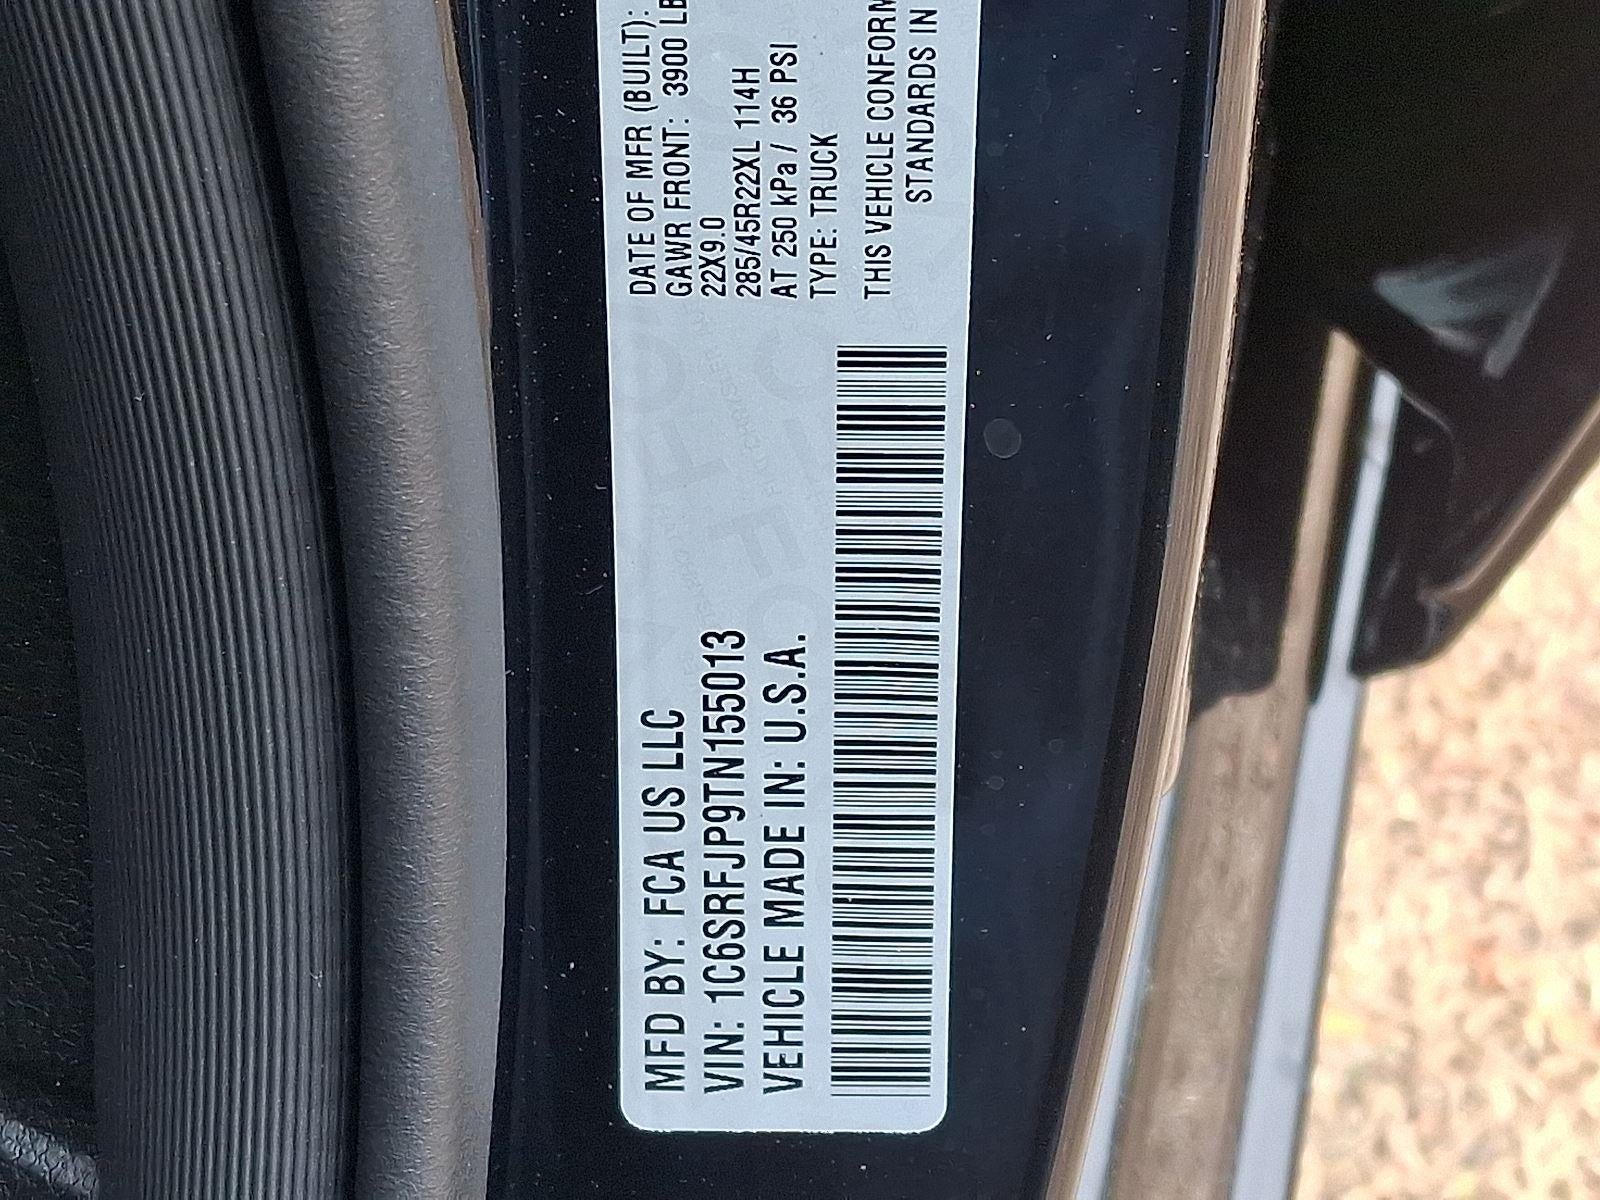 MFD BY: FCA US LLC
VIN: 1C6SRFJP9TN155013
VEHICLE MADE IN: U.S.A.
DATE OF MFR (BUILT):
GAWR FRONT: 3900 LB
22X9.0
285/45R22XL 114H
AT 250 kPa / 36 PSI
TYPE: TRUCK
THIS VEHICLE CONFORM
STANDARDS IN